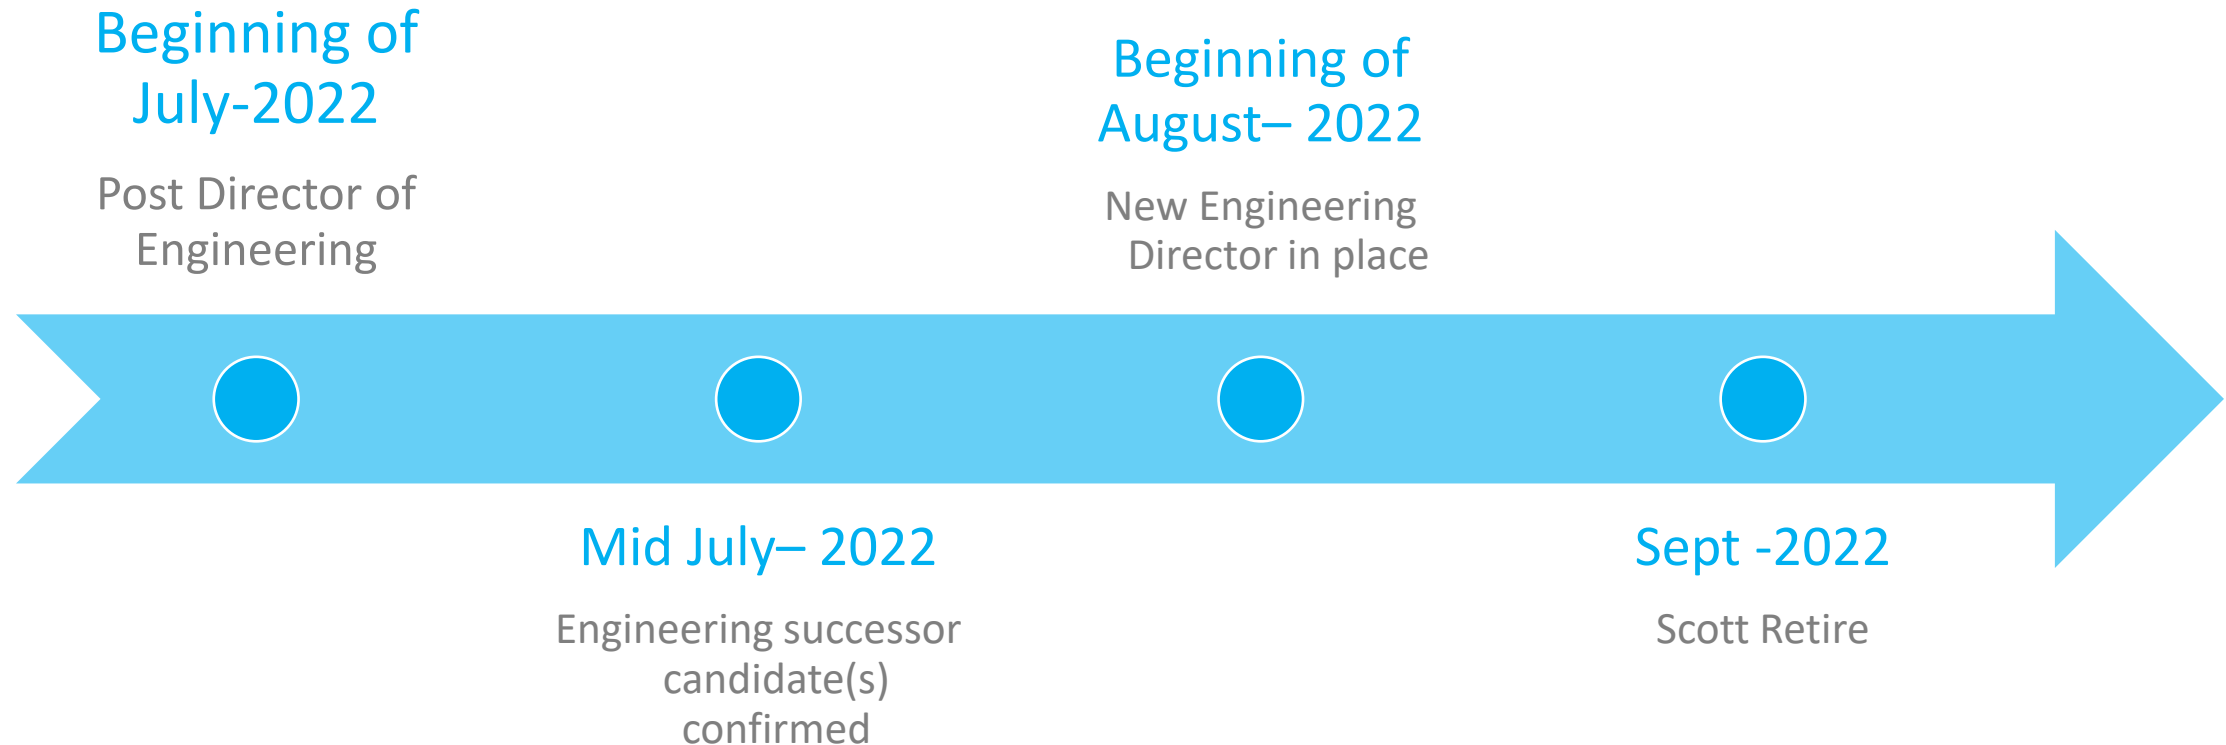 Beginning of
July-2022
Post Director of
Engineering
Mid July– 2022
Engineering successor
candidate(s)
confirmed
Beginning of
August– 2022
New Engineering
Director in place
Sept -2022
Scott Retire